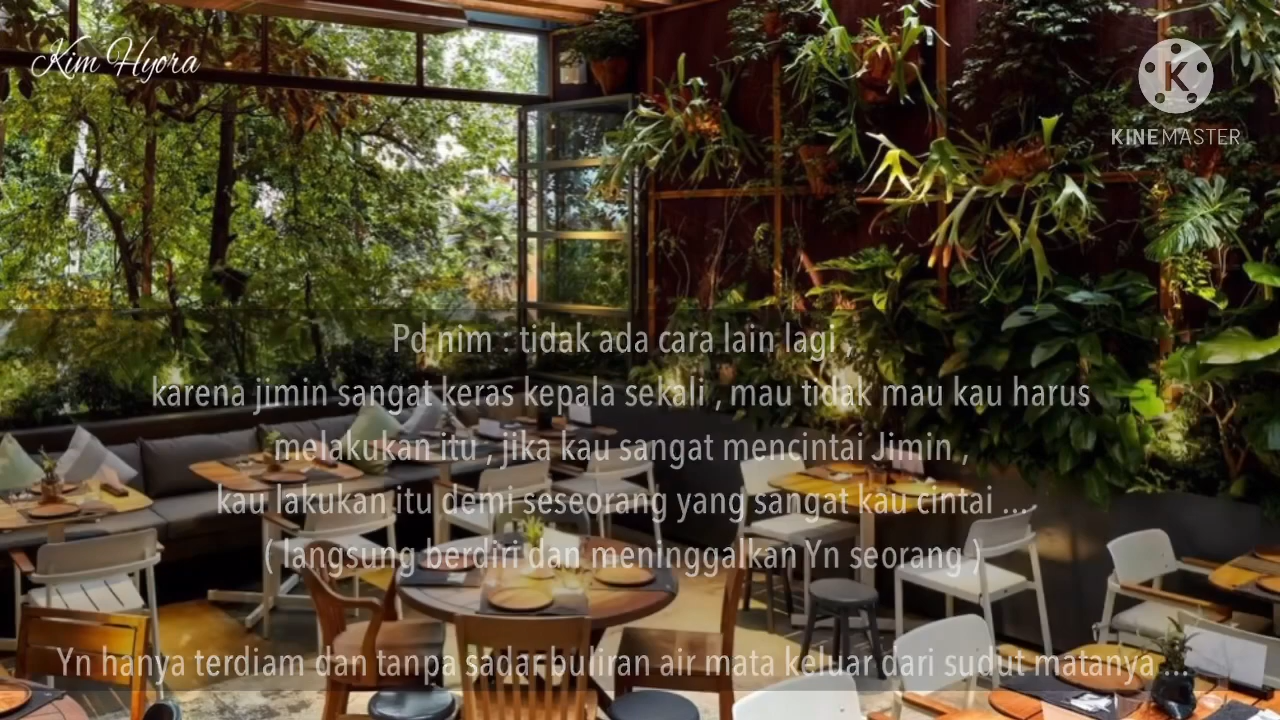 Kim Hyora
K
KINEMASTER
Pd nim : tidak ada cara lain lagi ,
karena jimin sangat keras kepala sekali , mau tidak mau kau harus
melakukan itu , jika kau sangat mencintai Jimin ,
kau lakukan itu demi seseorang yang sangat kau cintai ...
( langsung berdiri dan meninggalkan Yn seorang )
Yn hanya terdiam dan tanpa sadar buliran air mata keluar dari sudut matanya ...